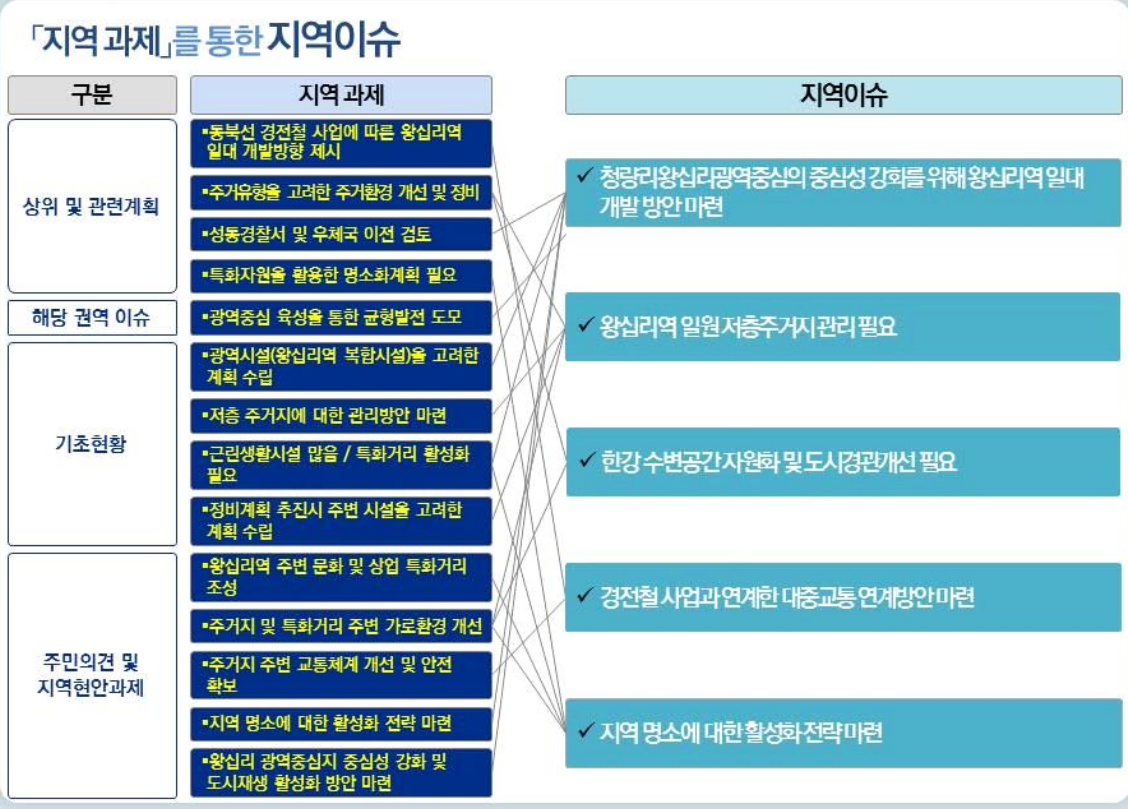 「지역 과제」를 통한 지역이슈
구분
지역 과제
지역이슈
상위 및 관련계획
▪동북선 경전철 사업에 따른 왕십리역
일대 개발방향 제시
▪주거유형을 고려한 주거환경 개선 및 정비
▪성동경찰서 및 우체국 이전 검토
▪특화자원을 활용한 명소화계획 필요
해당 권역 이슈
▪광역중심 육성을 통한 균형발전 도모
기초현황
▪광역시설(왕십리역 복합시설)을 고려한
계획 수립
▪저층 주거지에 대한 관리방안 마련
▪근린생활시설 많음 / 특화거리 활성화
필요
▪정비계획 추진시 주변 시설을 고려한
계획 수립
주민의견 및
지역현안과제
▪왕십리역 주변 문화 및 상업 특화거리
조성
▪주거지 및 특화거리 주변 가로환경 개선
▪주거지 주변 교통체계 개선 및 안전
확보
▪지역 명소에 대한 활성화 전략 마련
▪왕십리 광역중심지 중심성 강화 및
도시재생 활성화 방안 마련
✓ 청량리왕십리광역중심의 중심성 강회를 위해 왕십리역 일대
개발 방안 마련
✓ 왕십리역 일원 저층주거지 관리 필요
✓ 한강 수변공간 자원화 및 도시경관개선 필요
✓ 경전철 사업과 연계한 대중교통 연계방안 마련
✓ 지역 명소에 대한 활성화 전략 마련